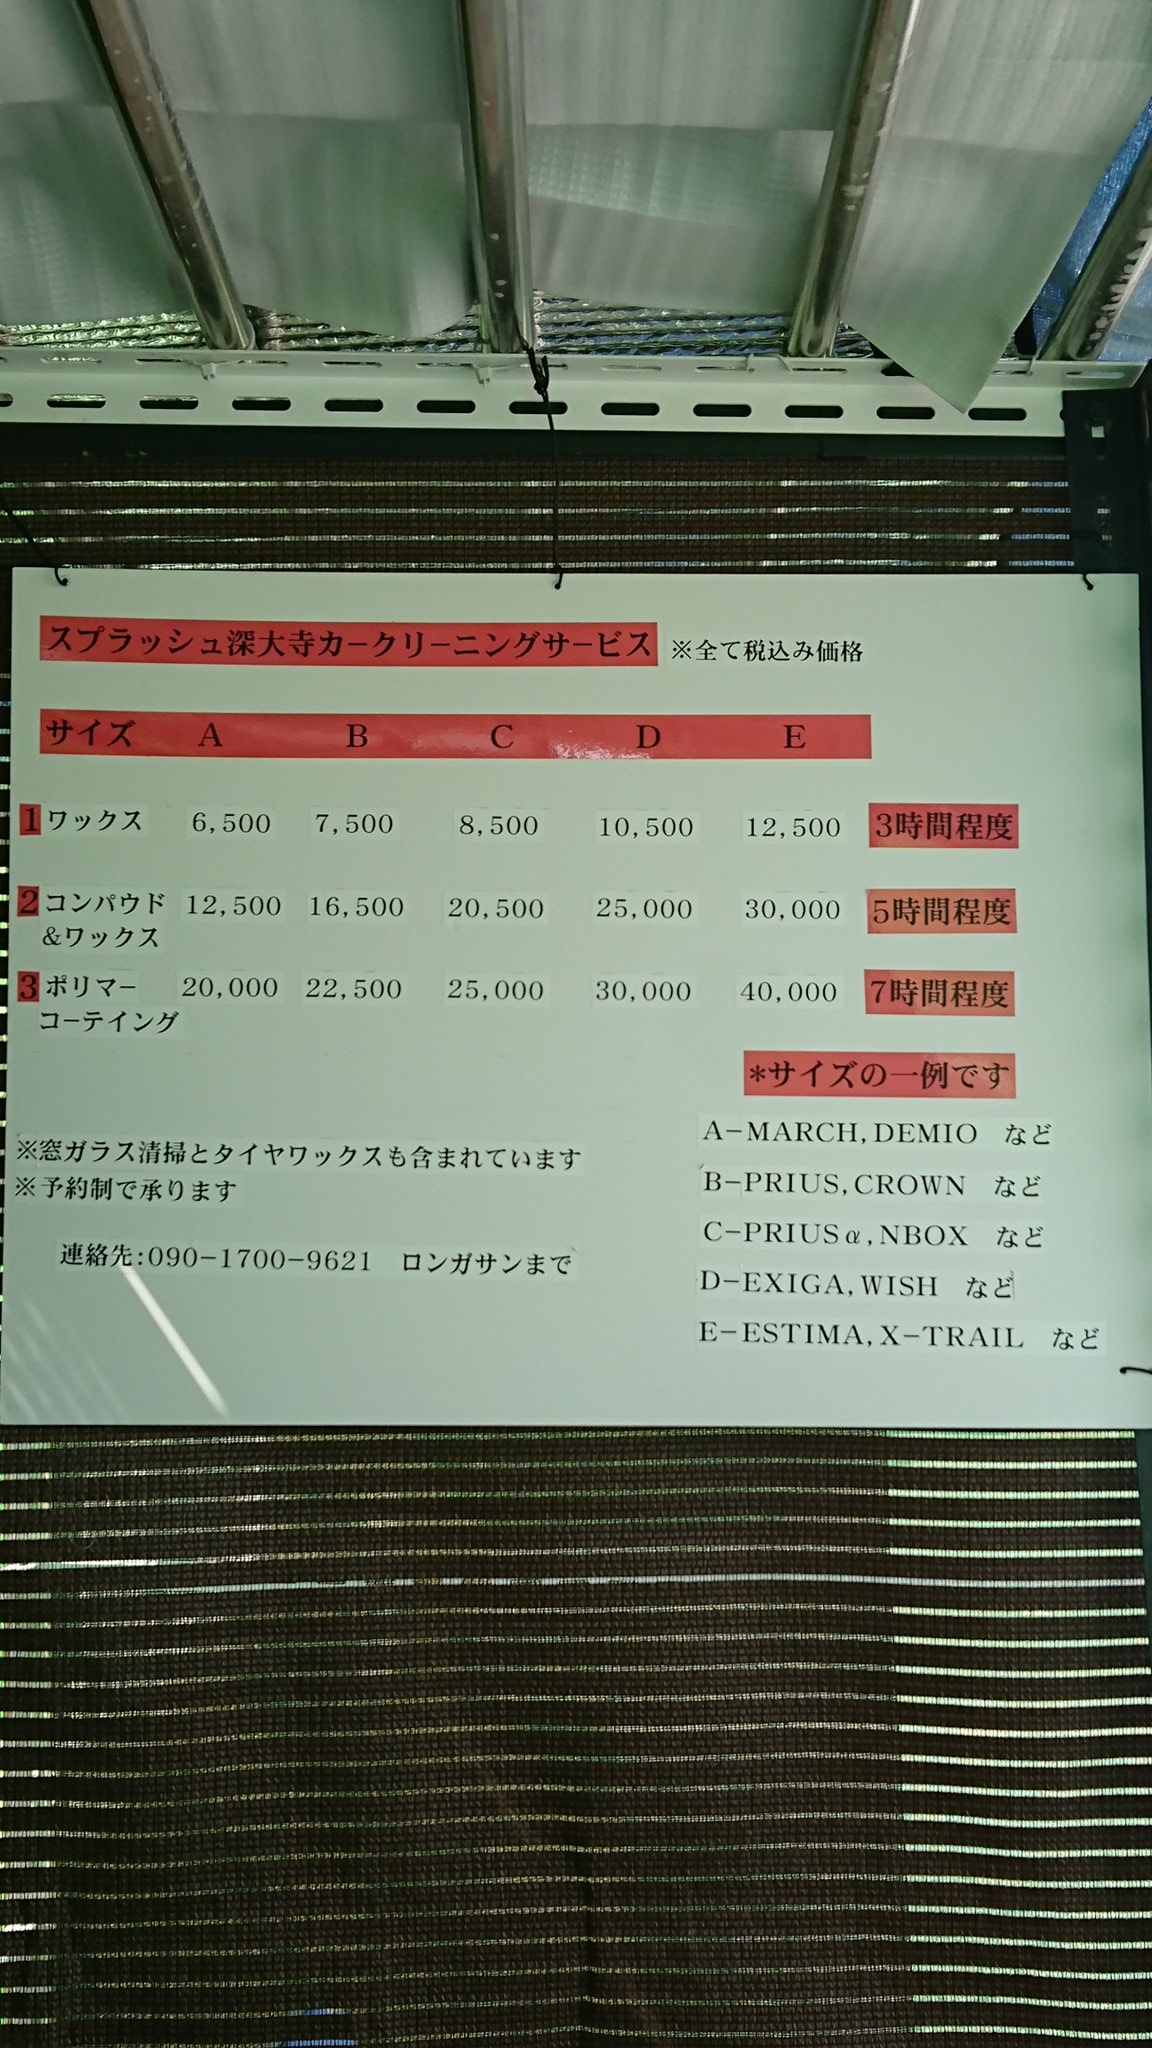 スプラッシュ深大寺カークリーニングサービス ※全て税込み価格
サイズ A B C D E
1 ワックス 6,500 7,500 8,500 10,500 12,500 3時間程度
2 コンパウド 12,500 16,500 20,500 25,000 30,000 5時間程度
&ワックス
3 ポリマー 20,000 22,500 25,000 30,000 40,000 7時間程度
コーテイング
*サイズの一例です
※窓ガラス清掃とタイヤワックスも含まれています
※予約制で承ります
連絡先:090-1700-9621 ロンガサンまで
A-MARCH,DEMIO など
B-PRIUS,CROWN など
C-PRIUSα,NBOX など
D-EXIGA,WISH など
E-ESTIMA,X-TRAIL など